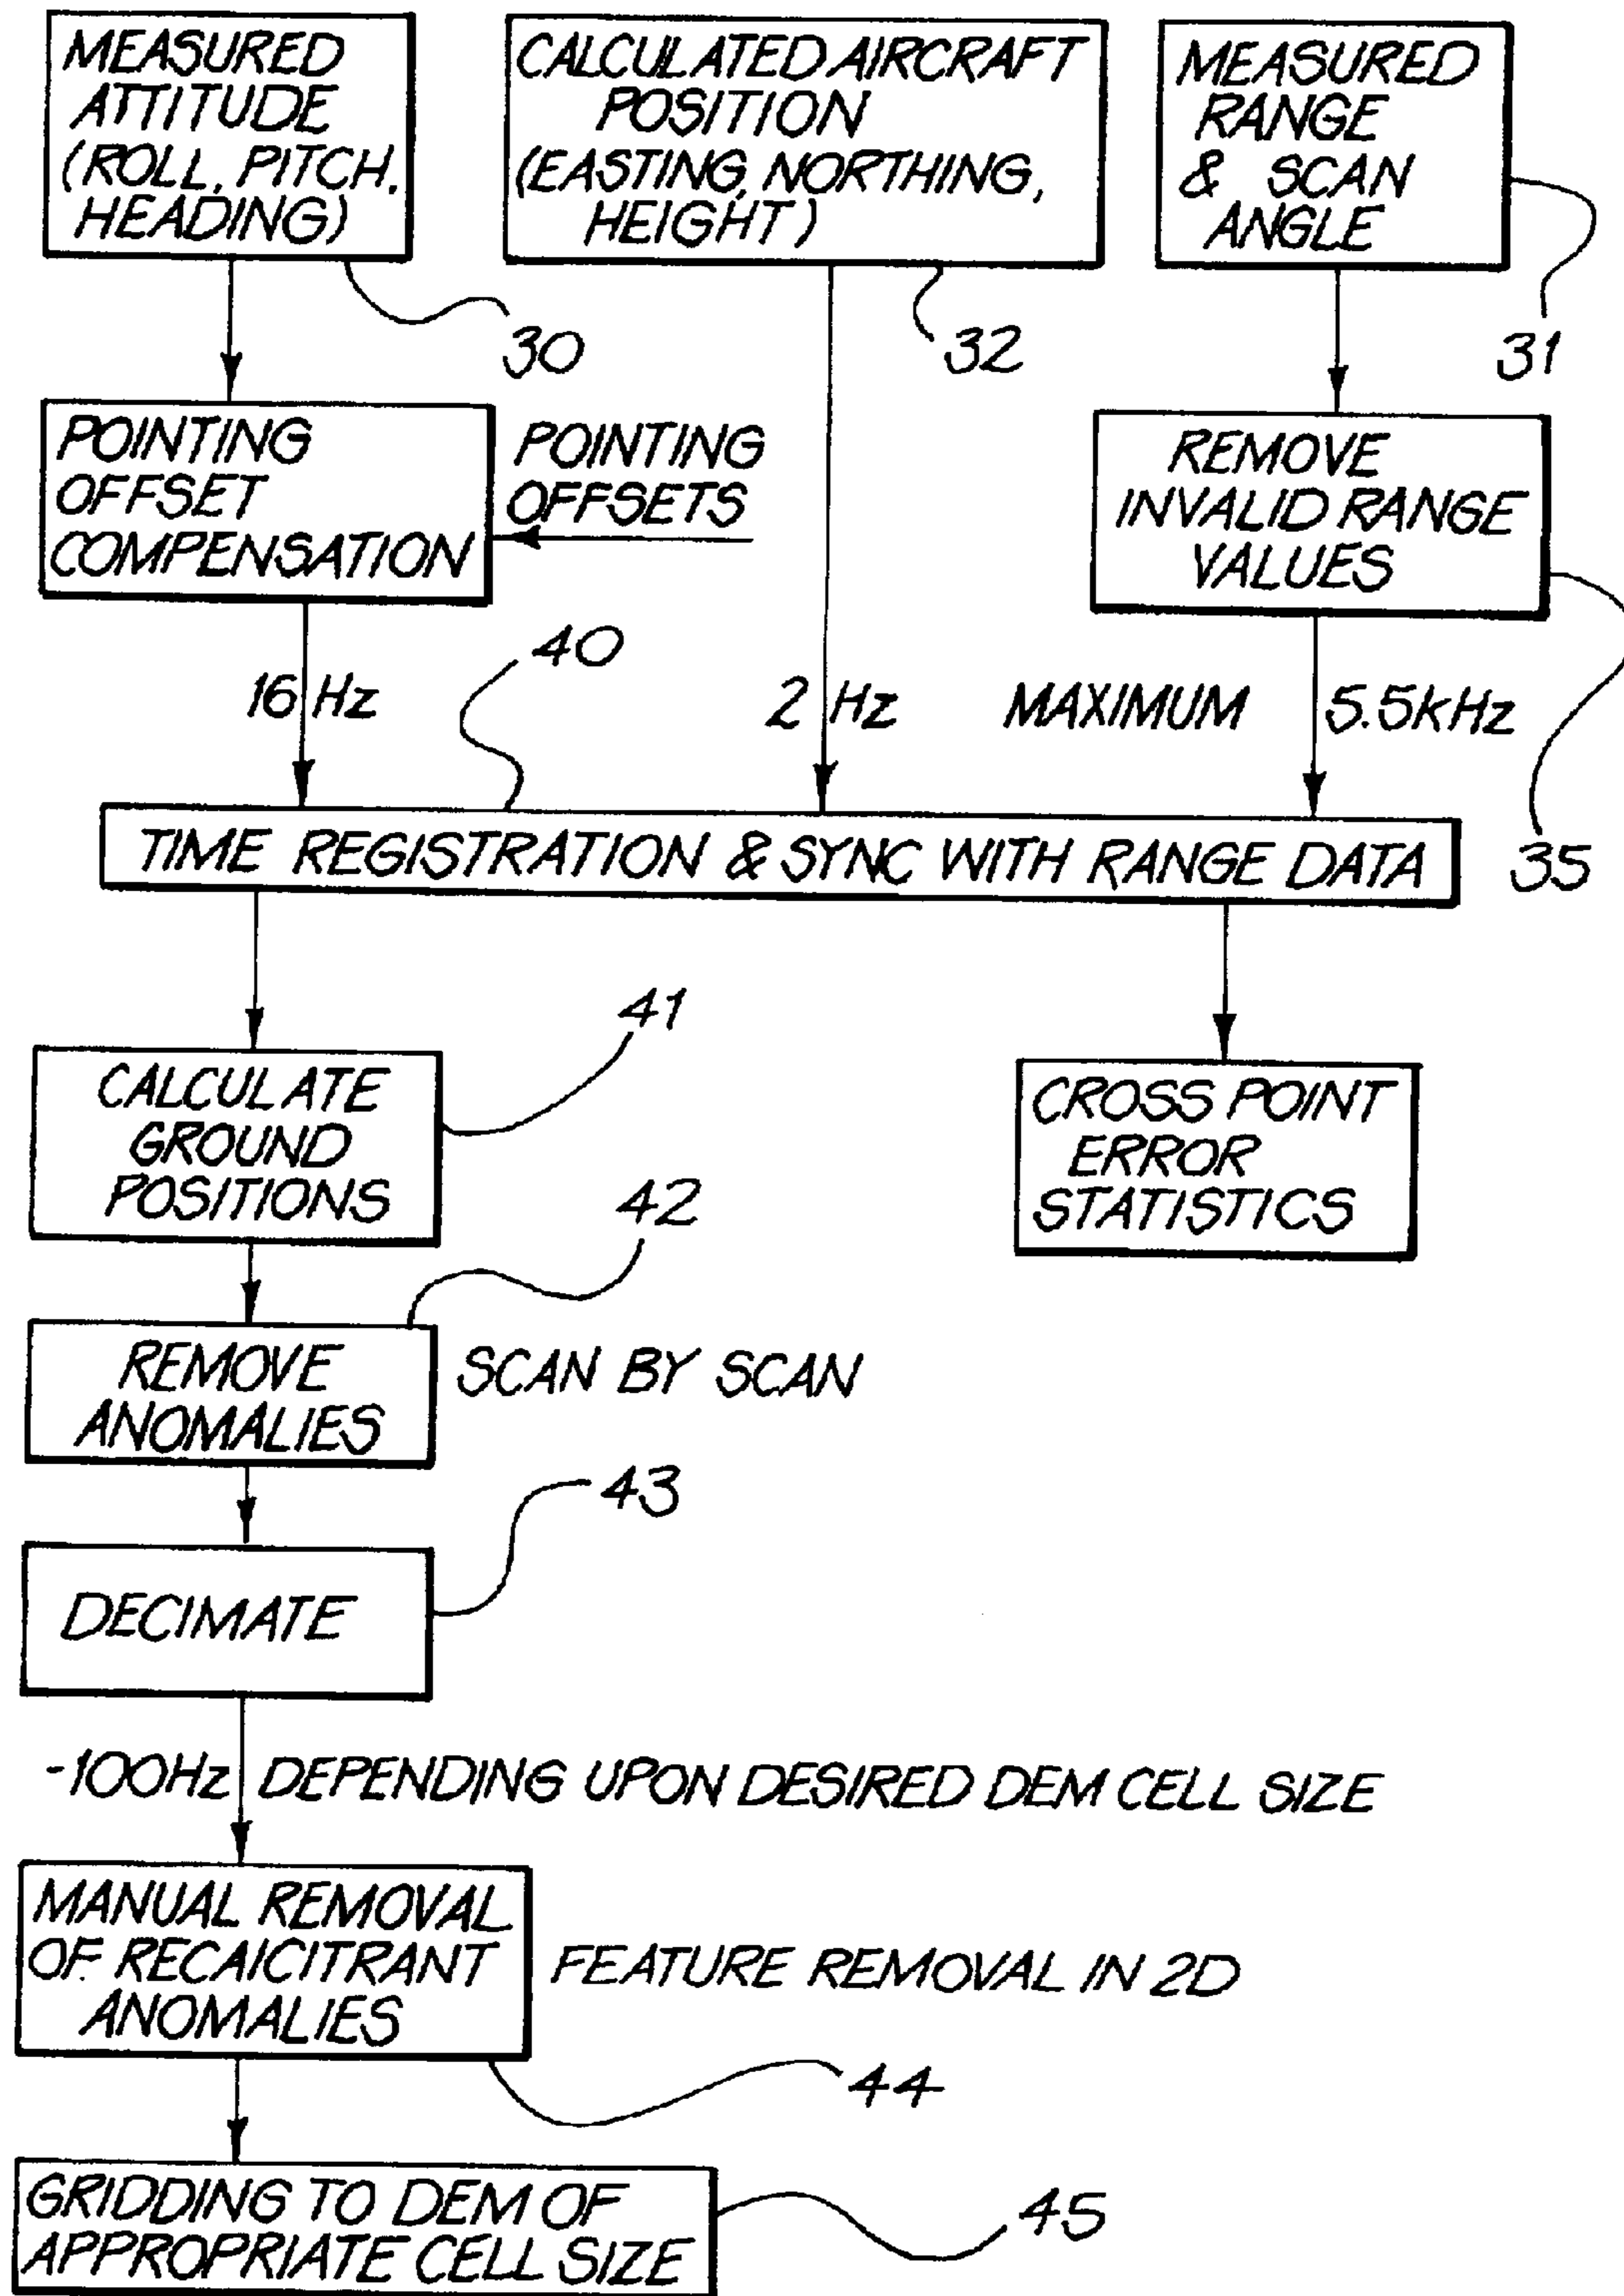 MEASURED
ATTITUDE
(ROLL, PITCH,
HEADING)
CALCULATED AIRCRAFT
POSITION
(EASTING, NORTHING,
HEIGHT)
MEASURED
RANGE
& SCAN
ANGLE
30
32
31
POINTING
OFFSET
COMPENSATION
POINTING
OFFSETS
REMOVE
INVALID RANGE
VALUES
40
16 Hz
2 Hz
MAXIMUM 5.5kHz
TIME REGISTRATION & SYNC WITH RANGE DATA
35
41
CALCULATE
GROUND
POSITIONS
CROSS POINT
ERROR
STATISTICS
42
REMOVE
ANOMALIES
SCAN BY SCAN
43
DECIMATE
-100Hz DEPENDING UPON DESIRED DEM CELL SIZE
MANUAL REMOVAL
OF RECAICITRANT
ANOMALIES
FEATURE REMOVAL IN 2D
44
GRIDDING TO DEM OF
APPROPRIATE CELL SIZE
45